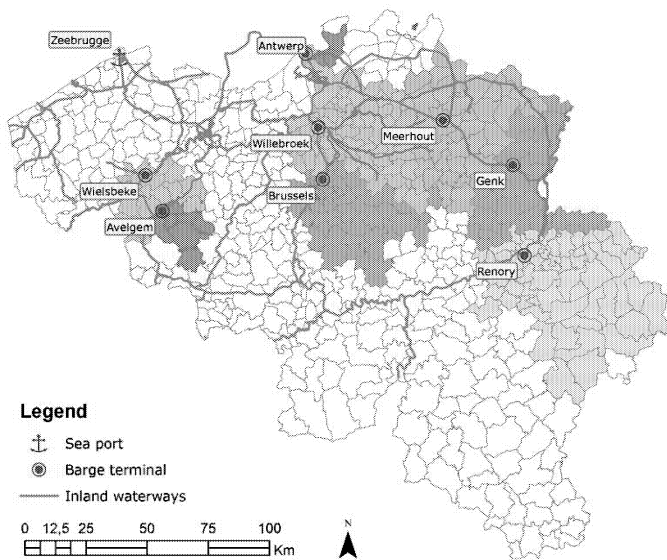 Zeebrugge
Antwerp
Willebroek
Meerhout
Wielsbeke
Brussels
Genk
Avelgem
Renory
Legend
Sea port
Barge terminal
Inland waterways
0 12,5 25 50 75 100
Km
N